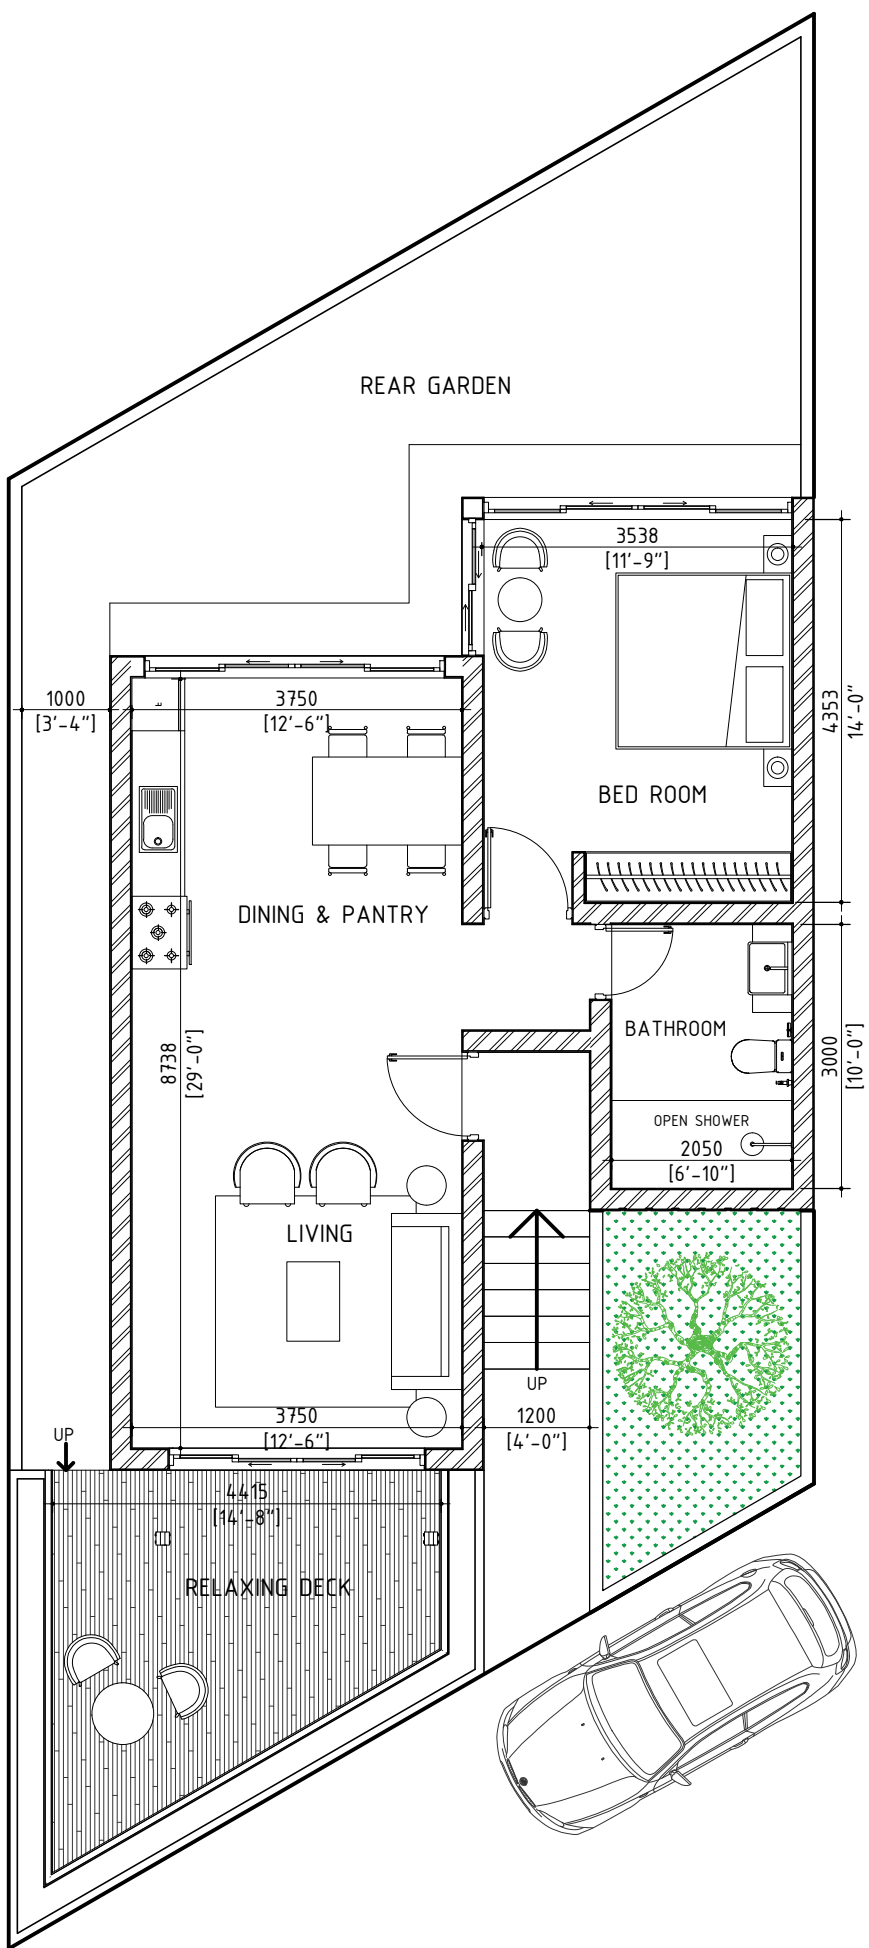 REAR GARDEN
3538
[11'-9"]
1000
[3'-4"]
3750
[12'-6"]
4353
14'-0"
BED ROOM
DINING & PANTRY
BATHROOM
3000
[10'-0"]
8738
[29'-0"]
OPEN SHOWER
2050
[6'-10"]
LIVING
UP
3750
[12'-6"]
1200
[4'-0"]
UP
4415
[14'-8"]
RELAXING DECK